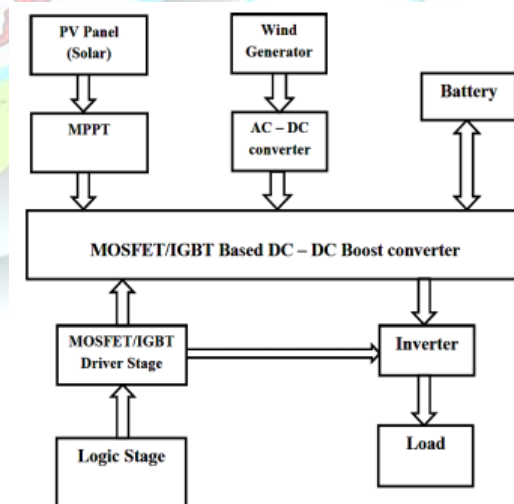 PV Panel
(Solar)
Wind
Generator
Battery
MPPT
AC – DC
converter
MOSFET/IGBT Based DC – DC Boost converter
MOSFET/IGBT
Driver Stage
Inverter
Logic Stage
Load